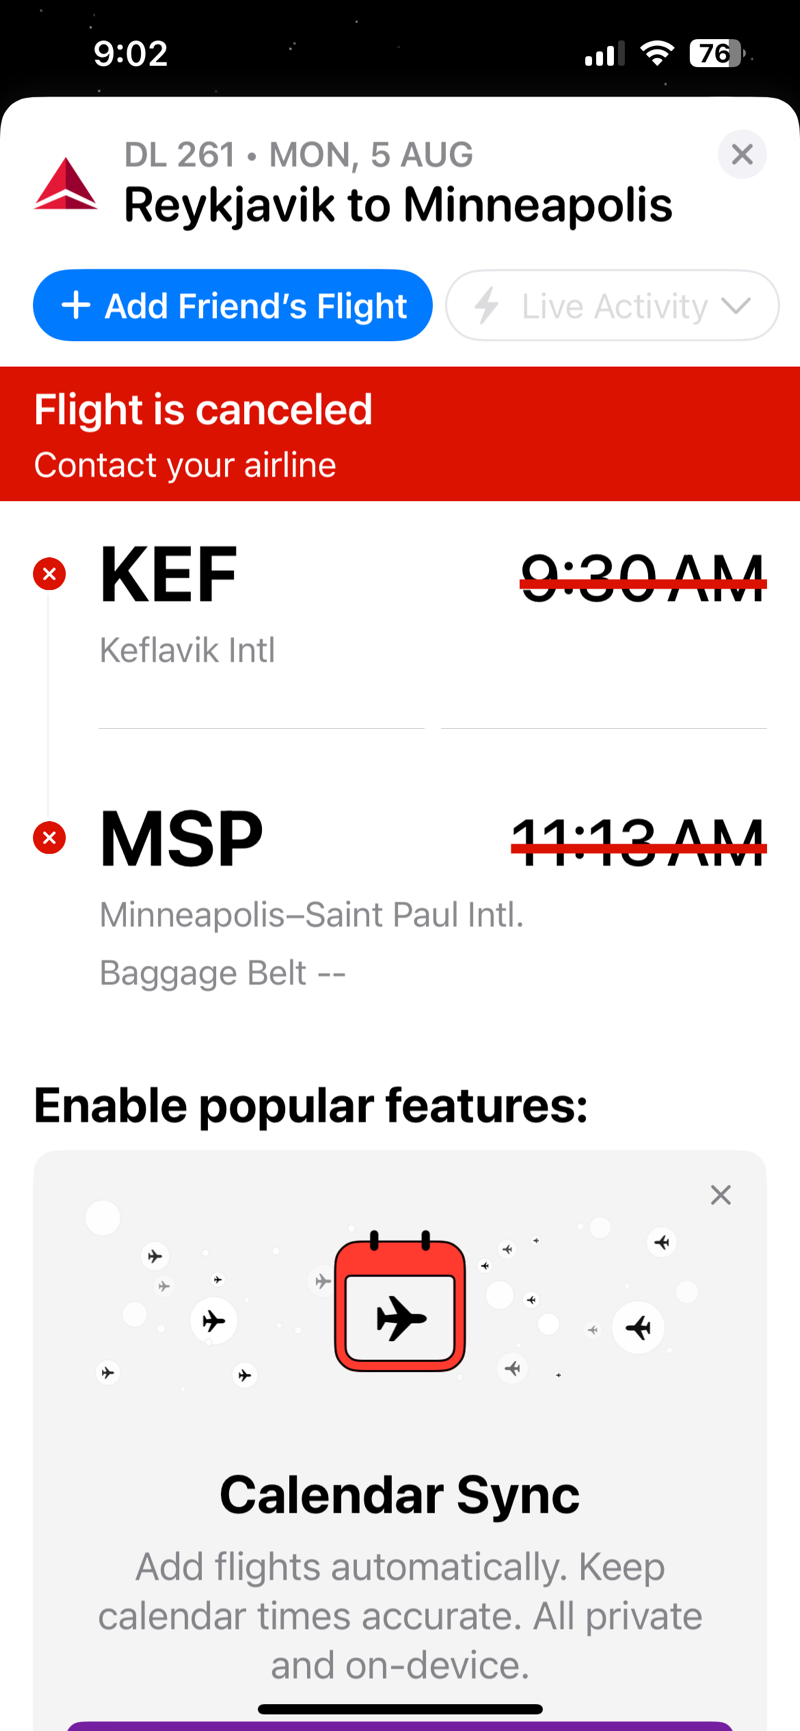 9:02
76
DL 261 • MON, 5 AUG
Reykjavik to Minneapolis
+ Add Friend's Flight
Live Activity
Flight is canceled
Contact your airline
KEF
9:30 AM
Keflavik Intl
MSP
11:13 AM
Minneapolis–Saint Paul Intl.
Baggage Belt --
Enable popular features:
Calendar Sync
Add flights automatically. Keep
calendar times accurate. All private
and on-device.